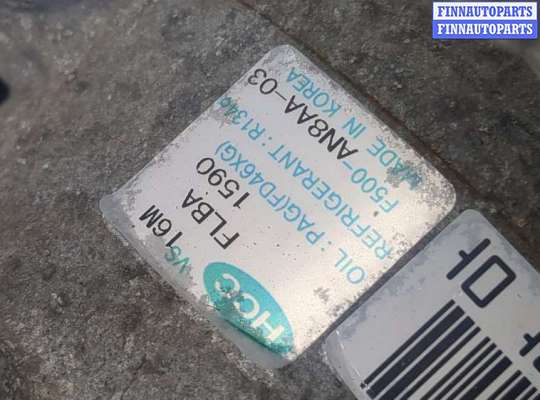 FINNAUTOPARTS
FINNAUTOPARTS
HCC
VS16M
FLBA
1590
OIL : PAG(FD46XG)
REFRIGERANT : R134a
F500-AN8AA-03
MADE IN KOREA